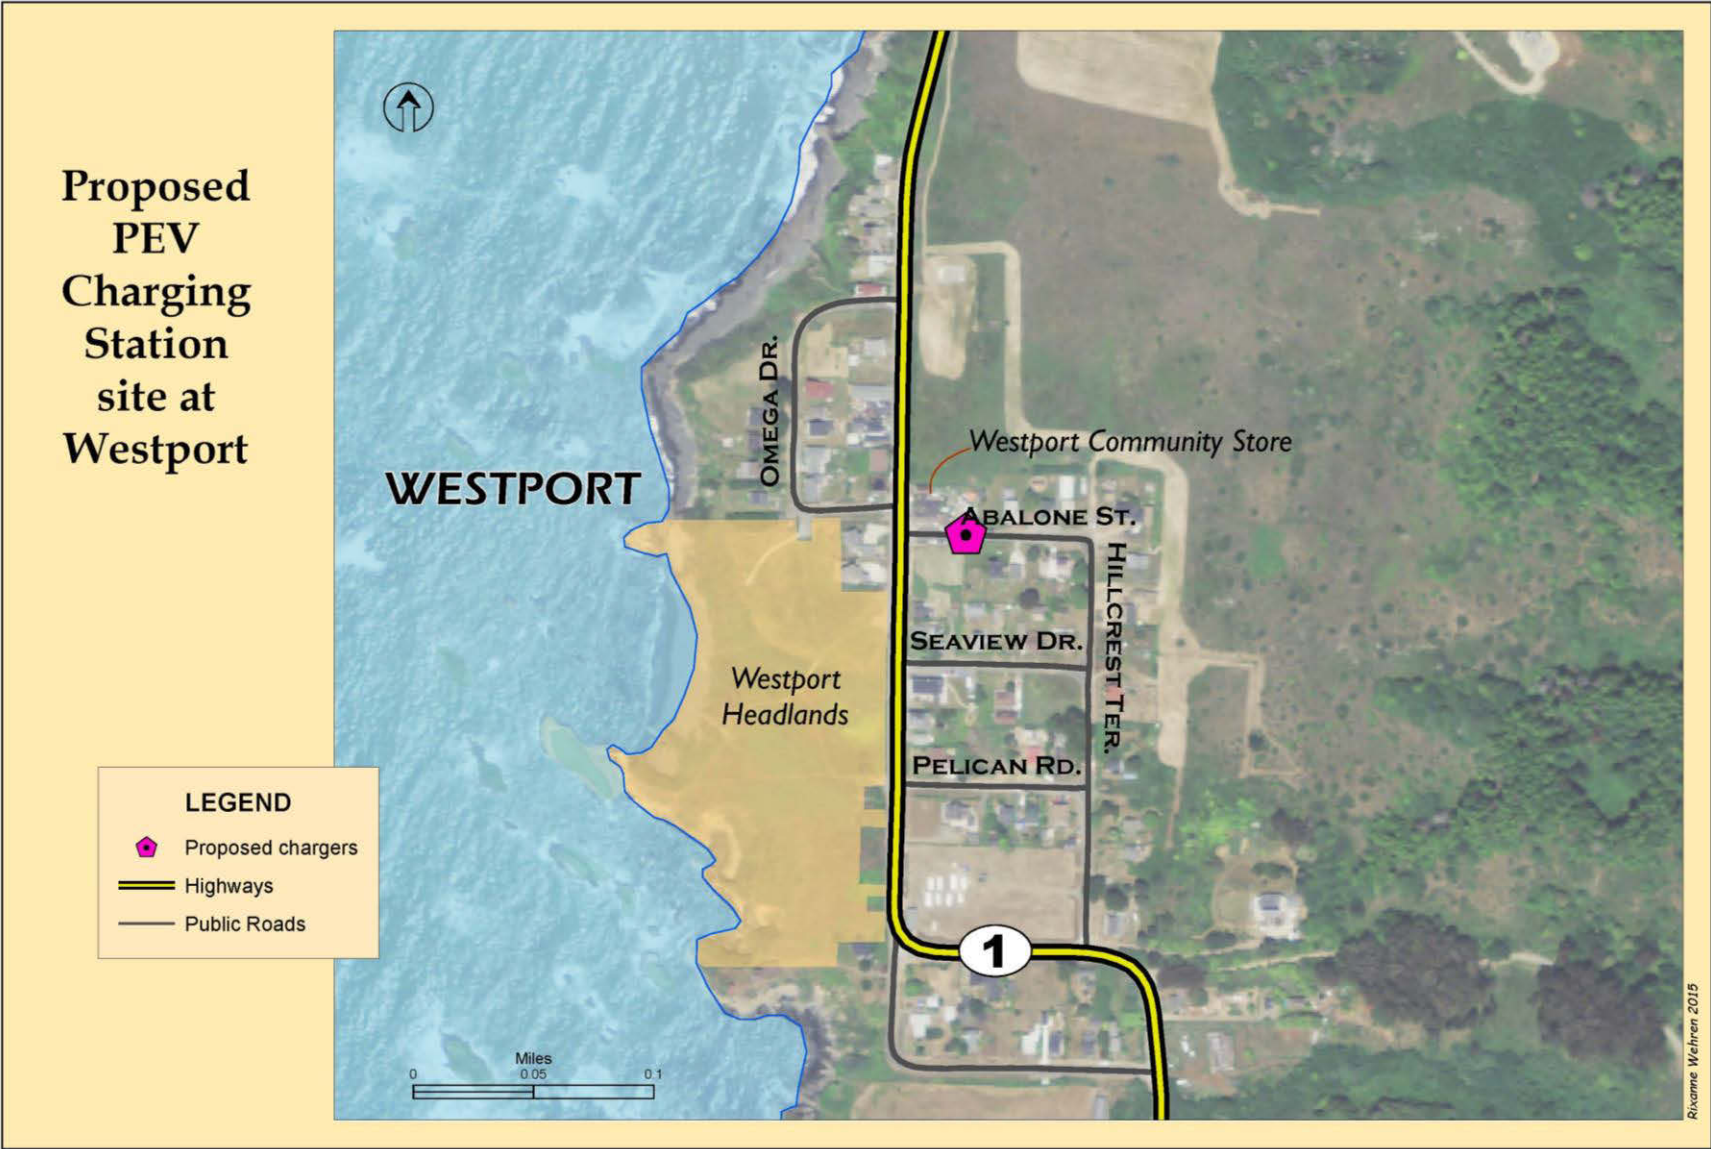 Proposed
PEV
Charging
Station
site at
Westport
WESTPORT
OMEGA DR.
Westport Community Store
ABALONE ST.
HILLCREST TER.
SEAVIEW DR.
Westport
Headlands
PELICAN RD.
LEGEND
Proposed chargers
Highways
Public Roads
1
Miles
0 0.05 0.1
Rixanne Wehren 2015